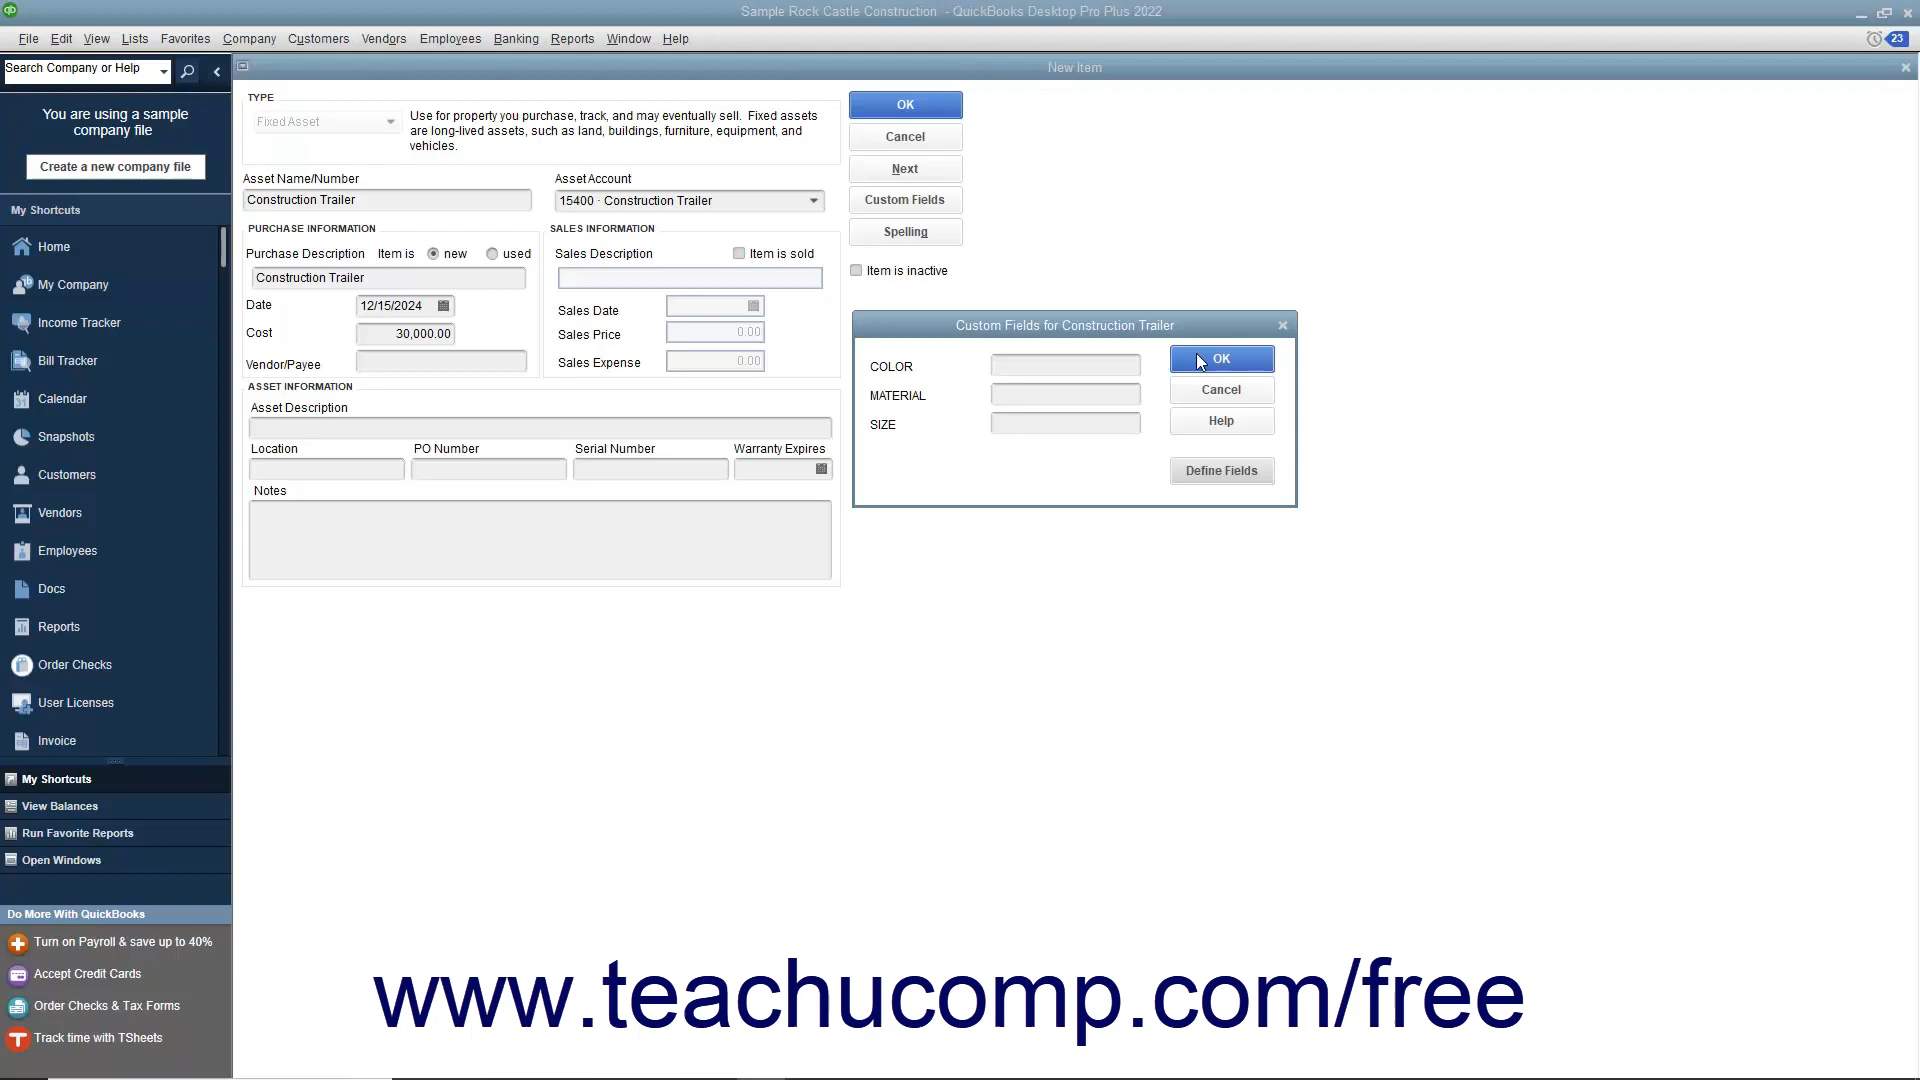 Sample Rock Castle Construction - QuickBooks Desktop Pro Plus 2022
File Edit View Lists Favorites Company Customers Vendors Employees Banking Reports Window Help
23
Search Company or Help
New Item
You are using a sample
company file
Create a new company file
My Shortcuts
Home
My Company
Income Tracker
Bill Tracker
Calendar
Snapshots
Customers
Vendors
Employees
Docs
Reports
Order Checks
User Licenses
Invoice
My Shortcuts
View Balances
Run Favorite Reports
Open Windows
Do More With QuickBooks
Turn on Payroll & save up to 40%
Accept Credit Cards
Order Checks & Tax Forms
Track time with TSheets
TYPE
Fixed Asset
Use for property you purchase, track, and may eventually sell. Fixed assets
are long-lived assets, such as land, buildings, furniture, equipment, and
vehicles.
Asset Name/Number
Construction Trailer
Asset Account
15400 · Construction Trailer
PURCHASE INFORMATION
Purchase Description Item is new used
Construction Trailer
Date 12/15/2024
Cost 30,000.00
Vendor/Payee
SALES INFORMATION
Sales Description Item is sold
Sales Date
Sales Price 0.00
Sales Expense 0.00
ASSET INFORMATION
Asset Description
Location PO Number Serial Number Warranty Expires
Notes
OK
Cancel
Next
Custom Fields
Spelling
Item is inactive
Custom Fields for Construction Trailer
COLOR
MATERIAL
SIZE
OK
Cancel
Help
Define Fields
www.teachucomp.com/free